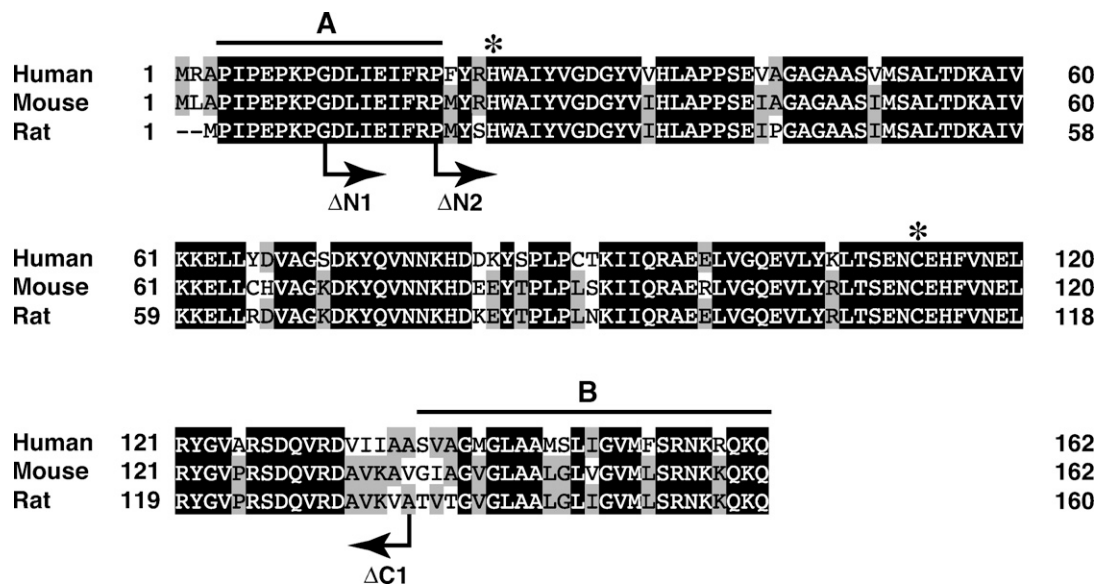 A
*
Human 1 MRAPIPEPKPGDLIEIFRPFYRHWAIYVGDGYVVHLAPPSEVAGAGAASVMSALTDKAIV 60
Mouse 1 MLAPIPEPKPGDLIEIFRPMYRHWAIYVGDGYVIHLAPPSEIAGAGAASIMSALTDKAIV 60
Rat 1 --MPIPEPKPGDLIEIFRPMYSHWAIYVGDGYVIHLAPPSEIPGAGAASIMSALTDKAIV 58
ΔN1 ΔN2
*
Human 61 KKELLYDVAGSDKYQVNNKHDDKYSPLPCTKIIQRAEELVGQEVLYKLTSENCEHFVNEL 120
Mouse 61 KKELLCHVAGKDKYQVNNKHDEEYTPLPLSKIIQRAERLVGQEVLYRLTSENCEHFVNEL 120
Rat 59 KKELLRDVAGKDKYQVNNKHDKEYTPLPLNKIIQRAEELVGQEVLYRLTSENCEHFVNEL 118
B
Human 121 RYGVARSDQVRDVIIAASVAGMGLAAMSLIGVMFSRNKRQKQ 162
Mouse 121 RYGVPRSDQVRDAVKAVGIAGVGLAALGLVGVMLSRNKKQKQ 162
Rat 119 RYGVPRSDQVRDAVKVATVTGVGLAALGLIGVMLSRNKKQKQ 160
ΔC1